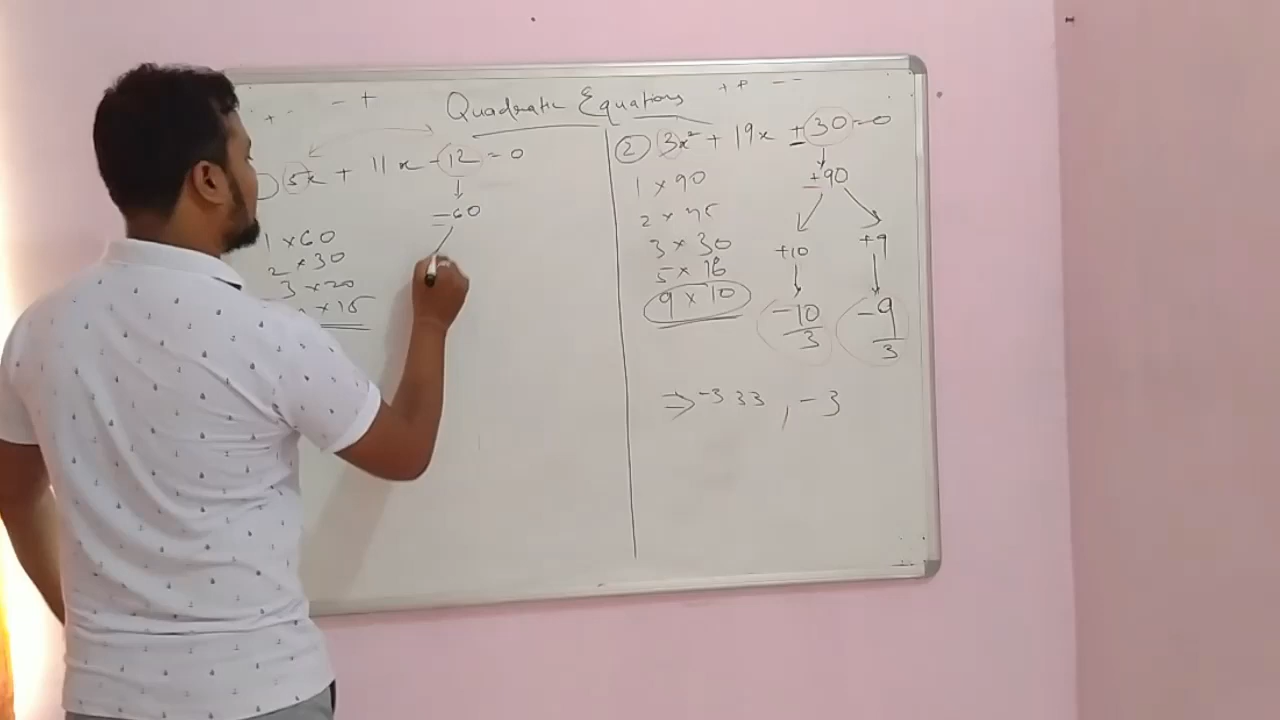 Quadratic Equations
+ -
- +
+ +
- -
5x + 11x - 12 = 0
- 60
1 × 60
2 × 30
3 × 20
× 15
② 3x² + 19x + 30 = 0
+ 90
1 × 90
2 × 45
3 × 30
5 × 18
9 × 10
+10 +9
-10/3 -9/3
⇒ -3 33 , -3